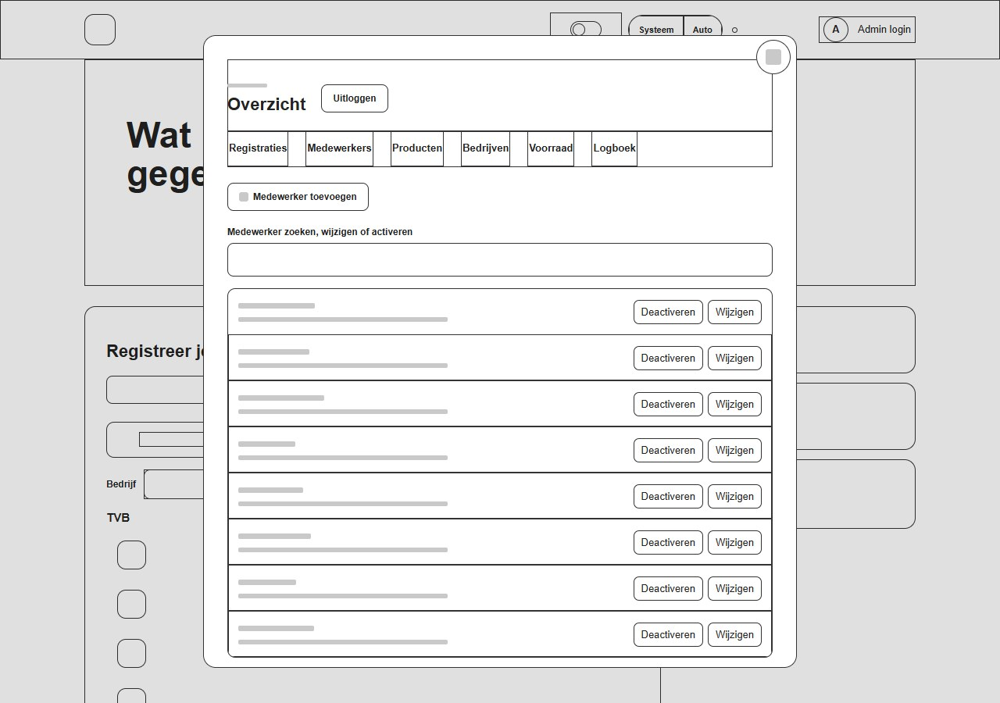 Systeem
Auto
A
Admin login
Wat
gege
Overzicht
Uitloggen
Registraties
Medewerkers
Producten
Bedrijven
Voorraad
Logboek
Medewerker toevoegen
Medewerker zoeken, wijzigen of activeren
Deactiveren
Wijzigen
Deactiveren
Wijzigen
Deactiveren
Wijzigen
Deactiveren
Wijzigen
Deactiveren
Wijzigen
Deactiveren
Wijzigen
Deactiveren
Wijzigen
Deactiveren
Wijzigen
Registreer j
Bedrijf
TVB